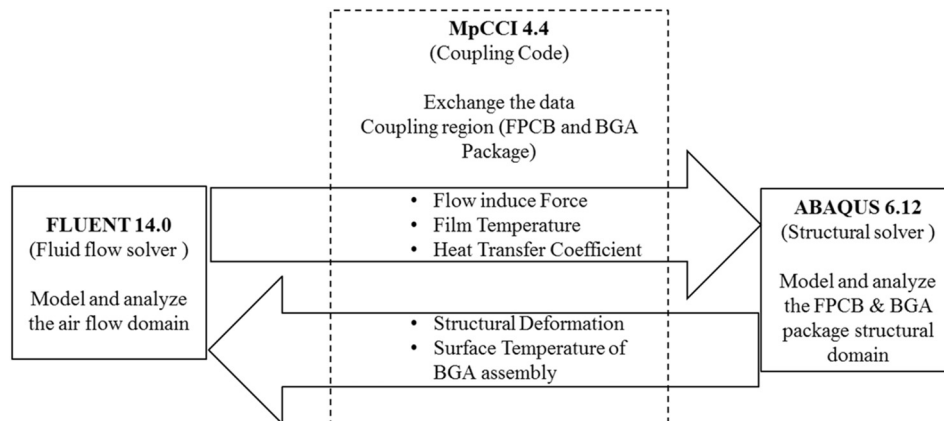 MpCCI 4.4
(Coupling Code)
Exchange the data
Coupling region (FPCB and BGA
Package)
FLUENT 14.0
(Fluid flow solver )
Model and analyze
the air flow domain
• Flow induce Force
• Film Temperature
• Heat Transfer Coefficient
• Structural Deformation
• Surface Temperature of
BGA assembly
ABAQUS 6.12
(Structural solver )
Model and analyze
the FPCB & BGA
package structural
domain